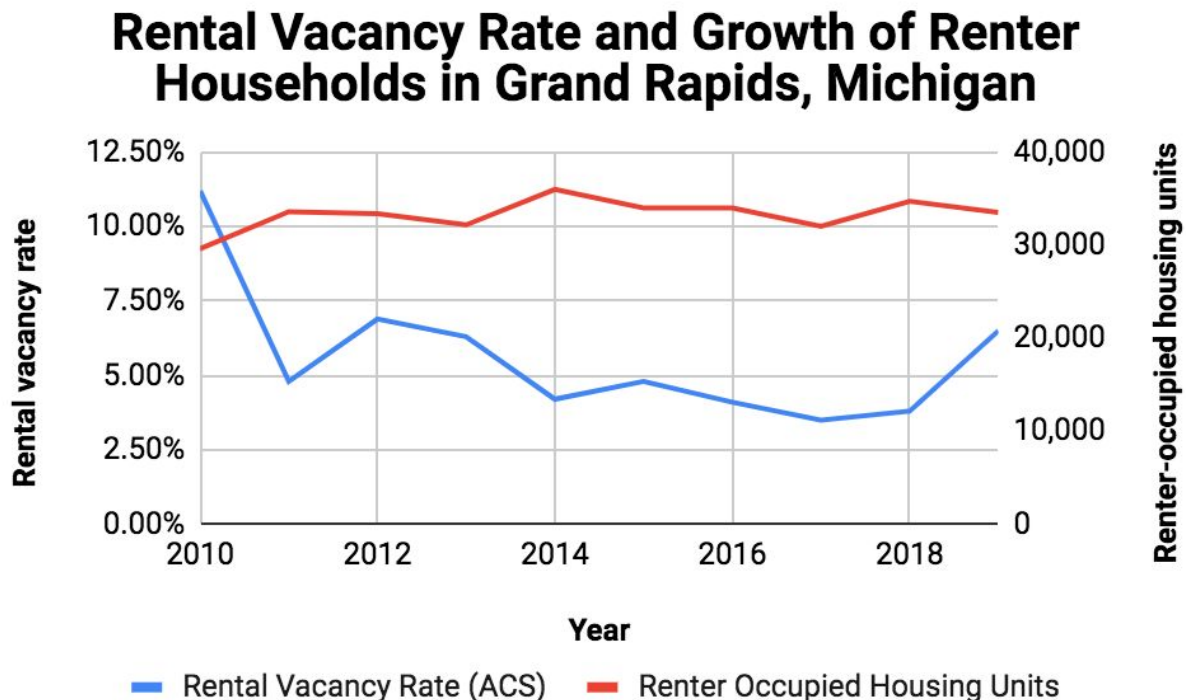 Rental Vacancy Rate and Growth of Renter
Households in Grand Rapids, Michigan
Rental vacancy rate
12.50%
10.00%
7.50%
5.00%
2.50%
0.00%
40,000
30,000
20,000
10,000
0
Renter-occupied housing units
2010 2012 2014 2016 2018
Year
Rental Vacancy Rate (ACS) Renter Occupied Housing Units